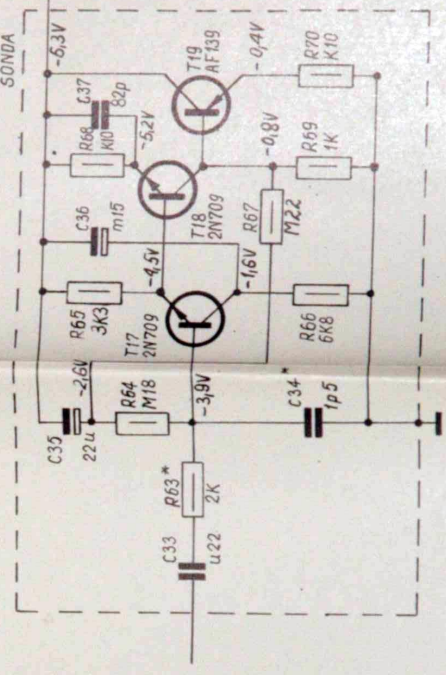 SONDA
-6,3V
C37
82p
R68
K10
-5,2V
T19
AF139
-0,4V
R70
K10
C36
m15
T18
2N709
-0,8V
R69
1K
R67
M22
R65
3K3
-4,5V
-1,6V
T17
2N709
R66
6K8
-2,6V
C35
22u
R64
M18
-3,9V
C34
1p5
R63*
2K
C33
u22